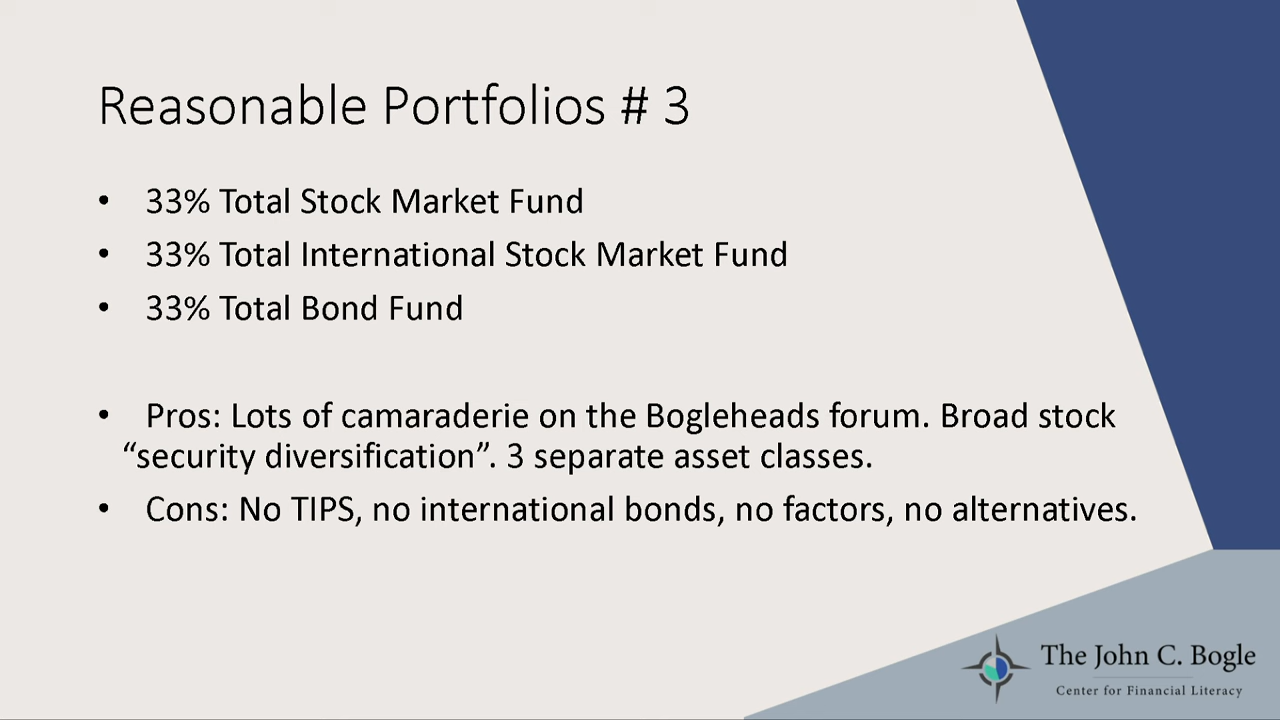 Reasonable Portfolios # 3
• 33% Total Stock Market Fund
• 33% Total International Stock Market Fund
• 33% Total Bond Fund
• Pros: Lots of camaraderie on the Bogleheads forum. Broad stock
“security diversification”. 3 separate asset classes.
• Cons: No TIPS, no international bonds, no factors, no alternatives.
The John C. Bogle
Center for Financial Literacy